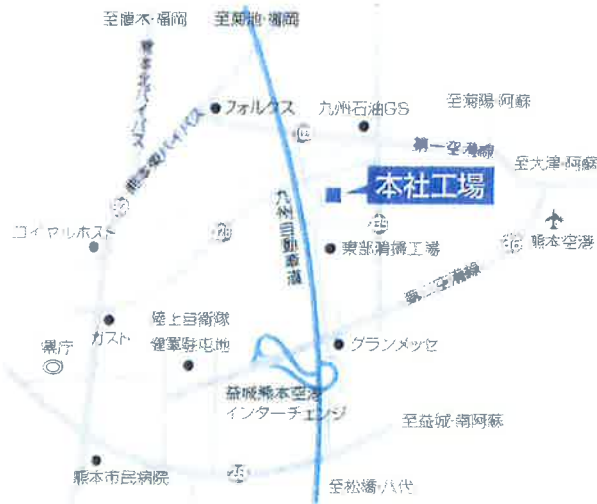 至植木・福岡
至菊池・福岡
熊本北バイパス
フォルクス
九州石油GS
至菊陽・阿蘇
熊本東バイパス
第一空港線
至大津・阿蘇
本社工場
九州自動車道
ロイヤルホスト
228
東部清掃工場
36
熊本空港
第二空港線
ガスト
陸上自衛隊
健軍駐屯地
県庁
グランメッセ
益城熊本空港
インターチェンジ
至益城・南阿蘇
熊本市民病院
28
至松橋・八代